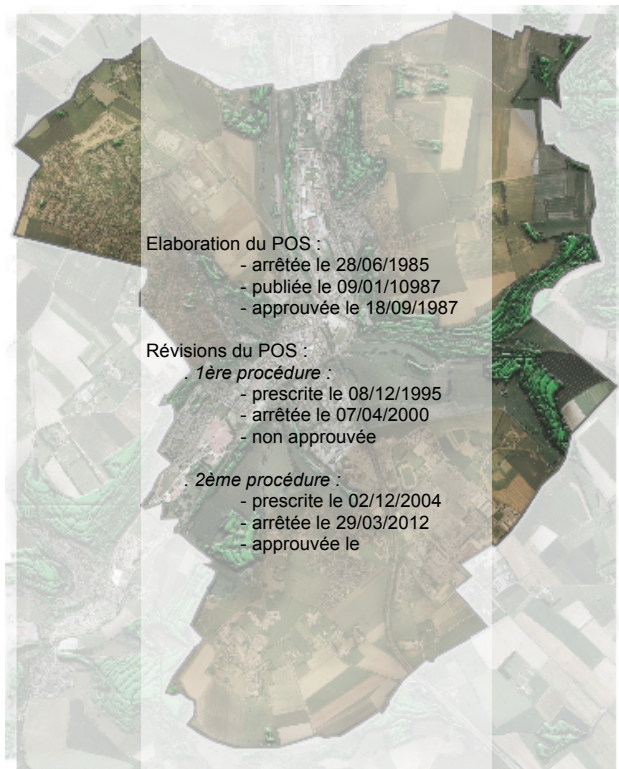 Elaboration du POS :
- arrêtée le 28/06/1985
- publiée le 09/01/10987
- approuvée le 18/09/1987
Révisions du POS :
. 1ère procédure :
- prescrite le 08/12/1995
- arrêtée le 07/04/2000
- non approuvée
. 2ème procédure :
- prescrite le 02/12/2004
- arrêtée le 29/03/2012
- approuvée le